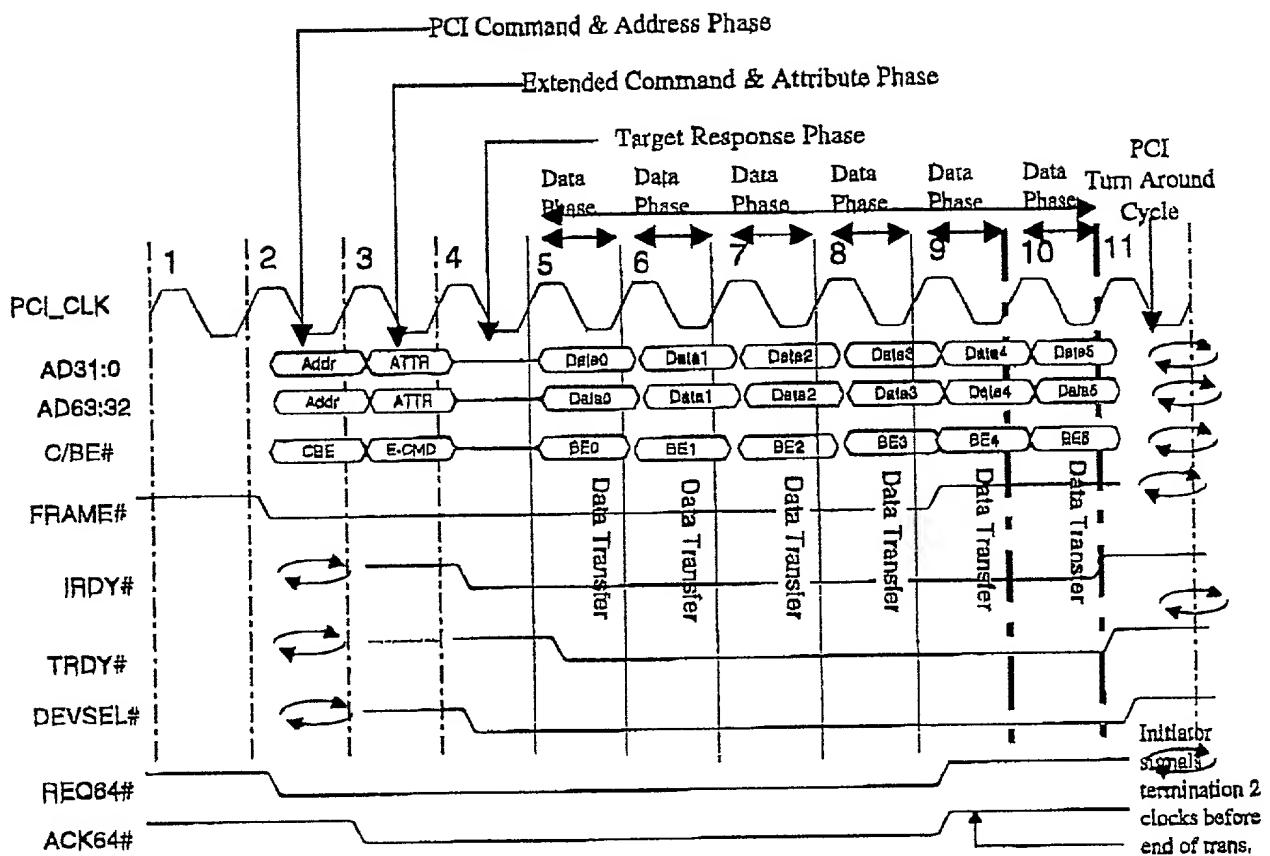 PCI Command & Address Phase
Extended Command & Attribute Phase
Target Response Phase
PCI
Turn Around
Cycle
Data Phase
Data Phase
Data Phase
Data Phase
Data Phase
Data Phase
1 2 3 4 5 6 7 8 9 10 11
PCI_CLK
AD31:0 Addr ATTR Data0 Data1 Data2 Data3 Data4 Data5
AD63:32 Addr ATTR Data0 Data1 Data2 Data3 Data4 Data5
C/BE# CBE E-CMD BE0 BE1 BE2 BE3 BE4 BE5
FRAME#
Data Transfer
Data Transfer
Data Transfer
Data Transfer
Data Transfer
Data Transfer
IRDY#
TRDY#
DEVSEL#
REQ64#
ACK64#
Initiator
signals
termination 2
clocks before
end of trans.